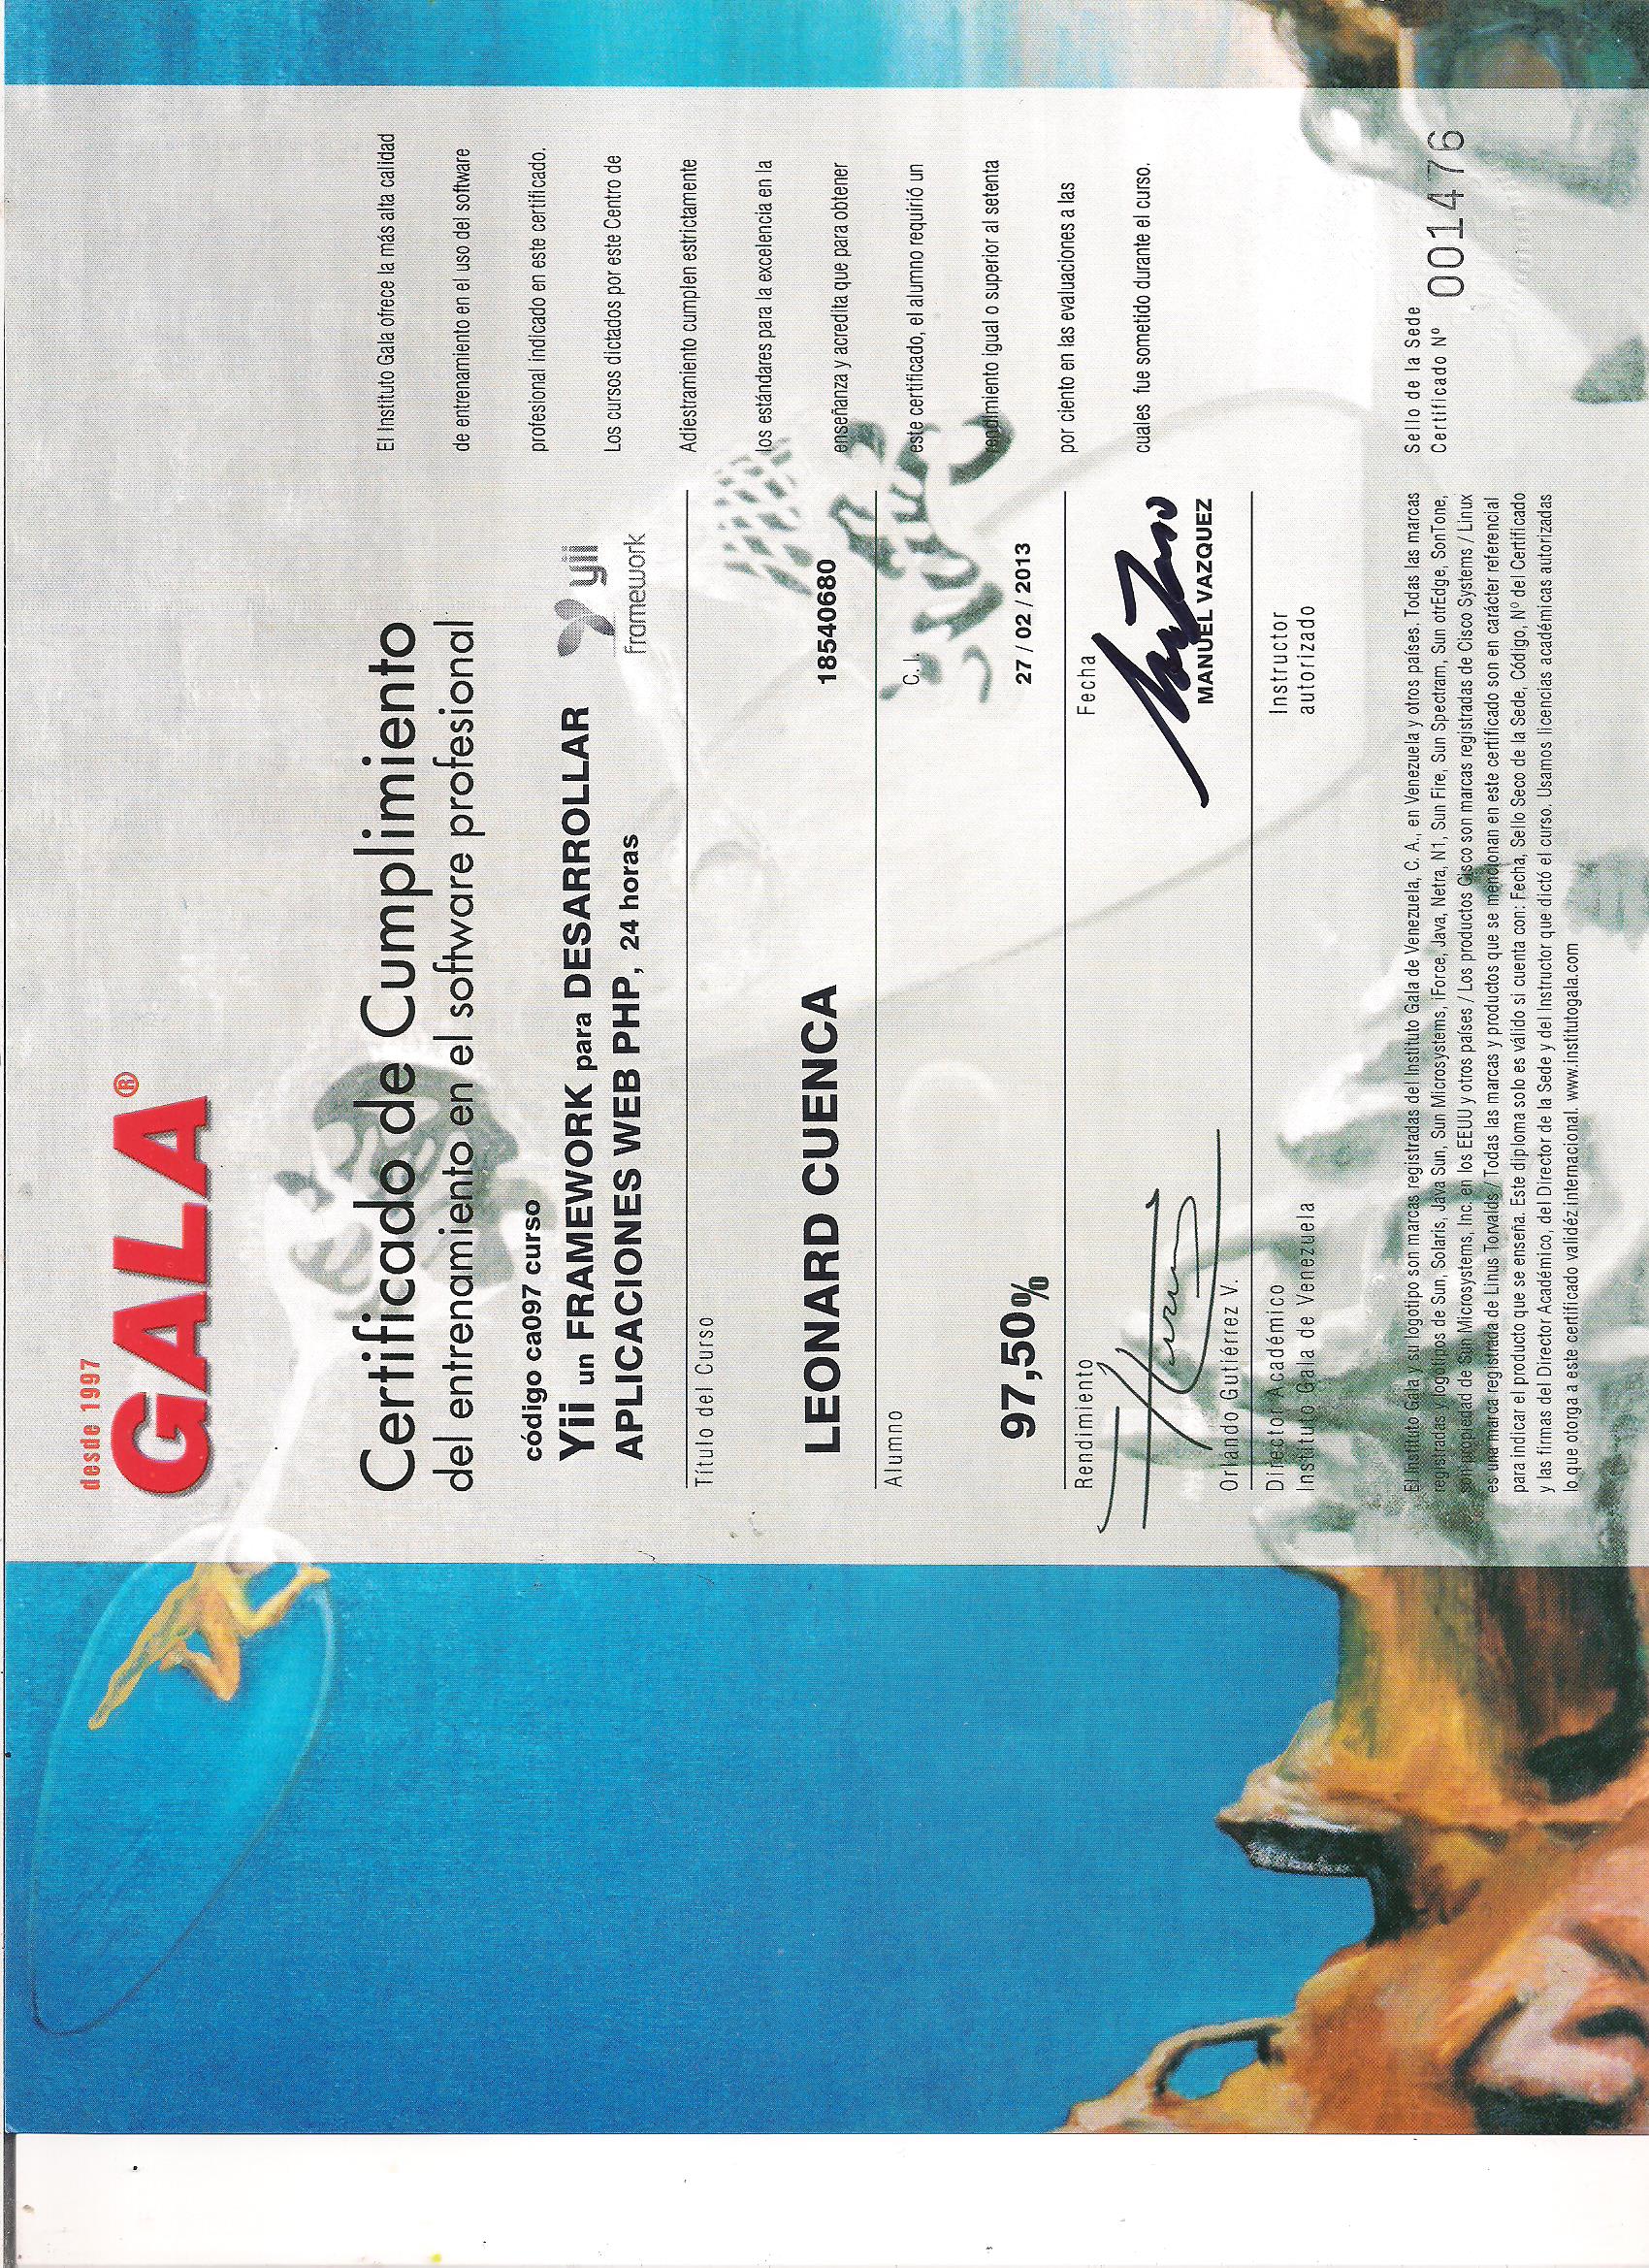 desde 1997
GALA®
Certificado de Cumplimiento
del entrenamiento en el software profesional
código ca097 curso
Yii un FRAMEWORK para DESARROLLAR
APLICACIONES WEB PHP, 24 horas
yii
framework
Título del Curso
LEONARD CUENCA 18540680
Alumno C. I.
97,50% 27 / 02 / 2013
Rendimiento Fecha
MANUEL VAZQUEZ
Orlando Gutiérrez V.
Director Académico Instructor
Instituto Gala de Venezuela autorizado
El Instituto Gala ofrece la más alta calidad
de entrenamiento en el uso del software
profesional indicado en este certificado.
Los cursos dictados por este Centro de
Adiestramiento cumplen estrictamente
los estándares para la excelencia en la
enseñanza y acredita que para obtener
este certificado, el alumno requirió un
rendimiento igual o superior al setenta
por ciento en las evaluaciones a las
cuales fue sometido durante el curso.
El Instituto Gala y su logotipo son marcas registradas del Instituto Gala de Venezuela, C. A., en Venezuela y otros países. Todas las marcas
registradas y logotipos de Sun, Solaris, Java Sun, Sun Microsystems, iForce, Java, Netra, N1, Sun Fire, Sun Spectram, Sun otrEdge, SonTone,
son propiedad de Sun Microsystems, Inc. en los EEUU y otros países / Los productos Cisco son marcas registradas de Cisco Systems / Linux
es una marca registrada de Linus Torvalds / Todas las marcas y productos que se mencionan en este certificado son en carácter referencial
para indicar el producto que se enseña. Este diploma solo es válido si cuenta con: Fecha, Sello Seco de la Sede, Código, Nº del Certificado
y las firmas del Director Académico, del Director de la Sede y del Instructor que dictó el curso. Usamos licencias académicas autorizadas
lo que otorga a este certificado validéz internacional. www.institutogala.com
Sello de la Sede
Certificado Nº 001476